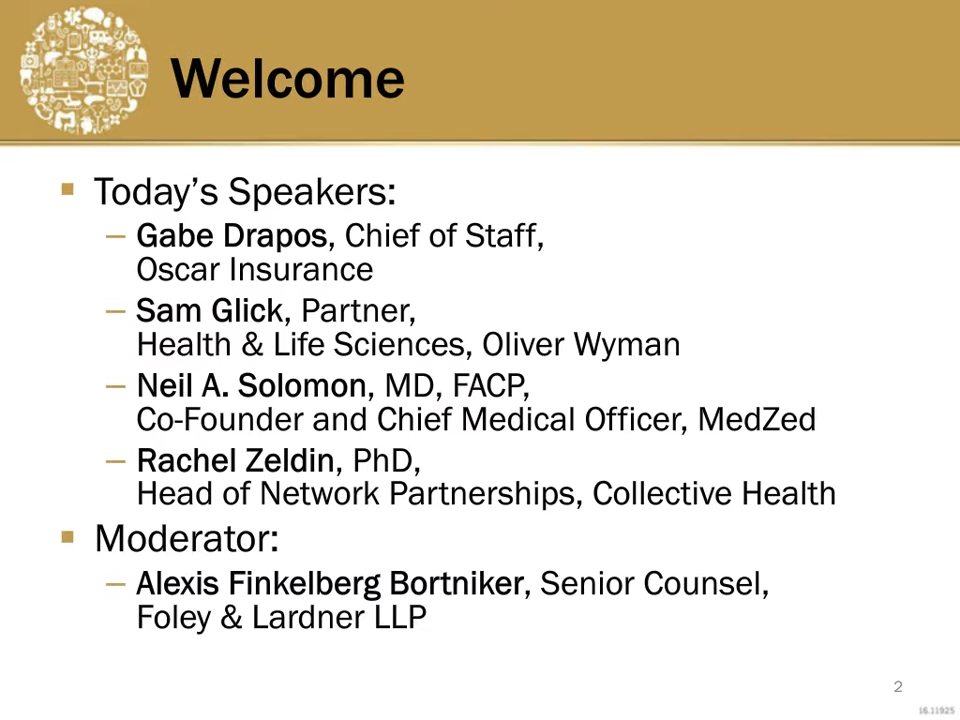 Welcome
▪ Today’s Speakers:
– Gabe Drapos, Chief of Staff,
Oscar Insurance
– Sam Glick, Partner,
Health & Life Sciences, Oliver Wyman
– Neil A. Solomon, MD, FACP,
Co-Founder and Chief Medical Officer, MedZed
– Rachel Zeldin, PhD,
Head of Network Partnerships, Collective Health
▪ Moderator:
– Alexis Finkelberg Bortniker, Senior Counsel,
Foley & Lardner LLP
2
16.11925